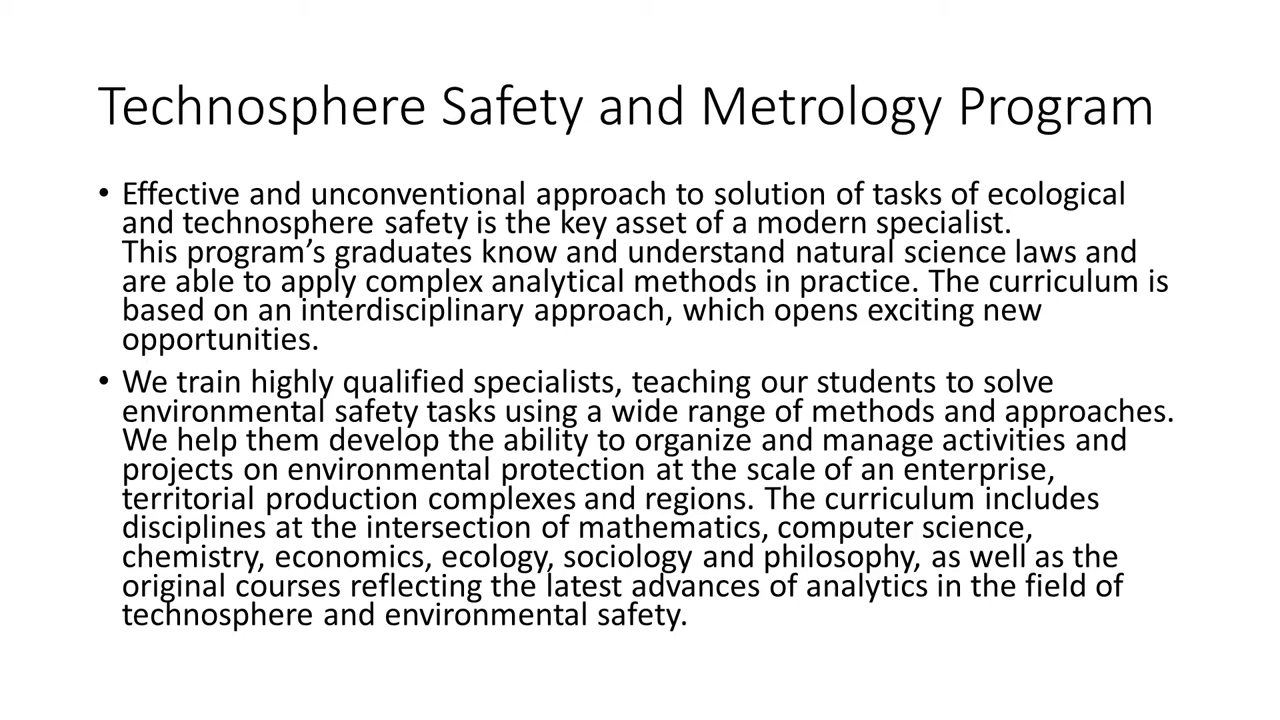 Technosphere Safety and Metrology Program
• Effective and unconventional approach to solution of tasks of ecological
and technosphere safety is the key asset of a modern specialist.
This program’s graduates know and understand natural science laws and
are able to apply complex analytical methods in practice. The curriculum is
based on an interdisciplinary approach, which opens exciting new
opportunities.
• We train highly qualified specialists, teaching our students to solve
environmental safety tasks using a wide range of methods and approaches.
We help them develop the ability to organize and manage activities and
projects on environmental protection at the scale of an enterprise,
territorial production complexes and regions. The curriculum includes
disciplines at the intersection of mathematics, computer science,
chemistry, economics, ecology, sociology and philosophy, as well as the
original courses reflecting the latest advances of analytics in the field of
technosphere and environmental safety.